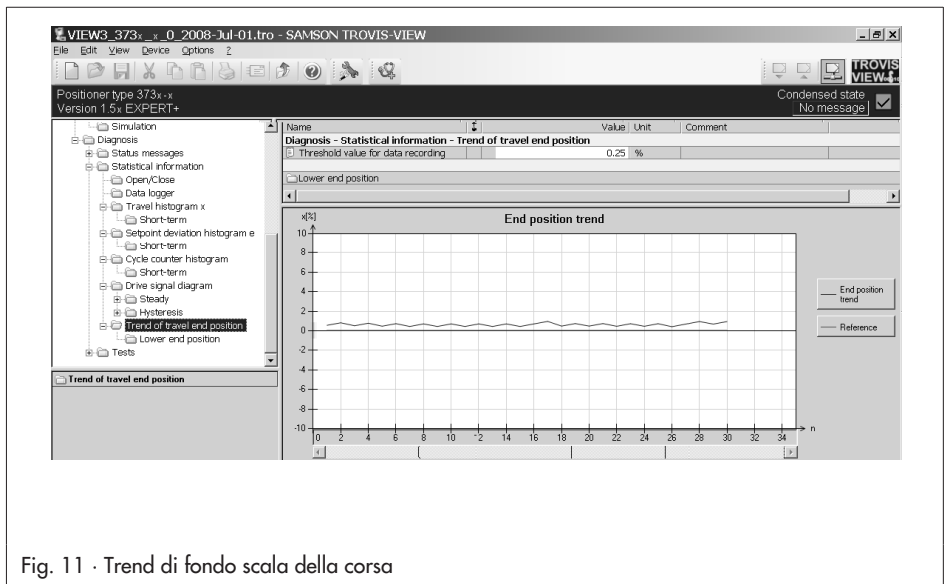 VIEW3_373x_x_0_2008-Jul-01.tro - SAMSON TROVIS-VIEW
File Edit View Device Options ?
TROVIS
VIEW
Positioner type 373x-x
Version 1.5x EXPERT+
Condensed state
No message
Simulation
Diagnosis
Status messages
Statistical information
Open/Close
Data logger
Travel histogram x
Short-term
Setpoint deviation histogram e
Short-term
Cycle counter histogram
Short-term
Drive signal diagram
Steady
Hysteresis
Trend of travel end position
Lower end position
Tests
Trend of travel end position
Name Value Unit Comment
Diagnosis - Statistical information - Trend of travel end position
Threshold value for data recording 0.25 %
Lower end position
End position trend
x[%]
10
8
6
4
2
0
-2
-4
-6
-8
-10
0 2 4 6 8 10 12 14 16 18 20 22 24 26 28 30 32 34
n
End position
trend
Reference
Fig. 11 · Trend di fondo scala della corsa